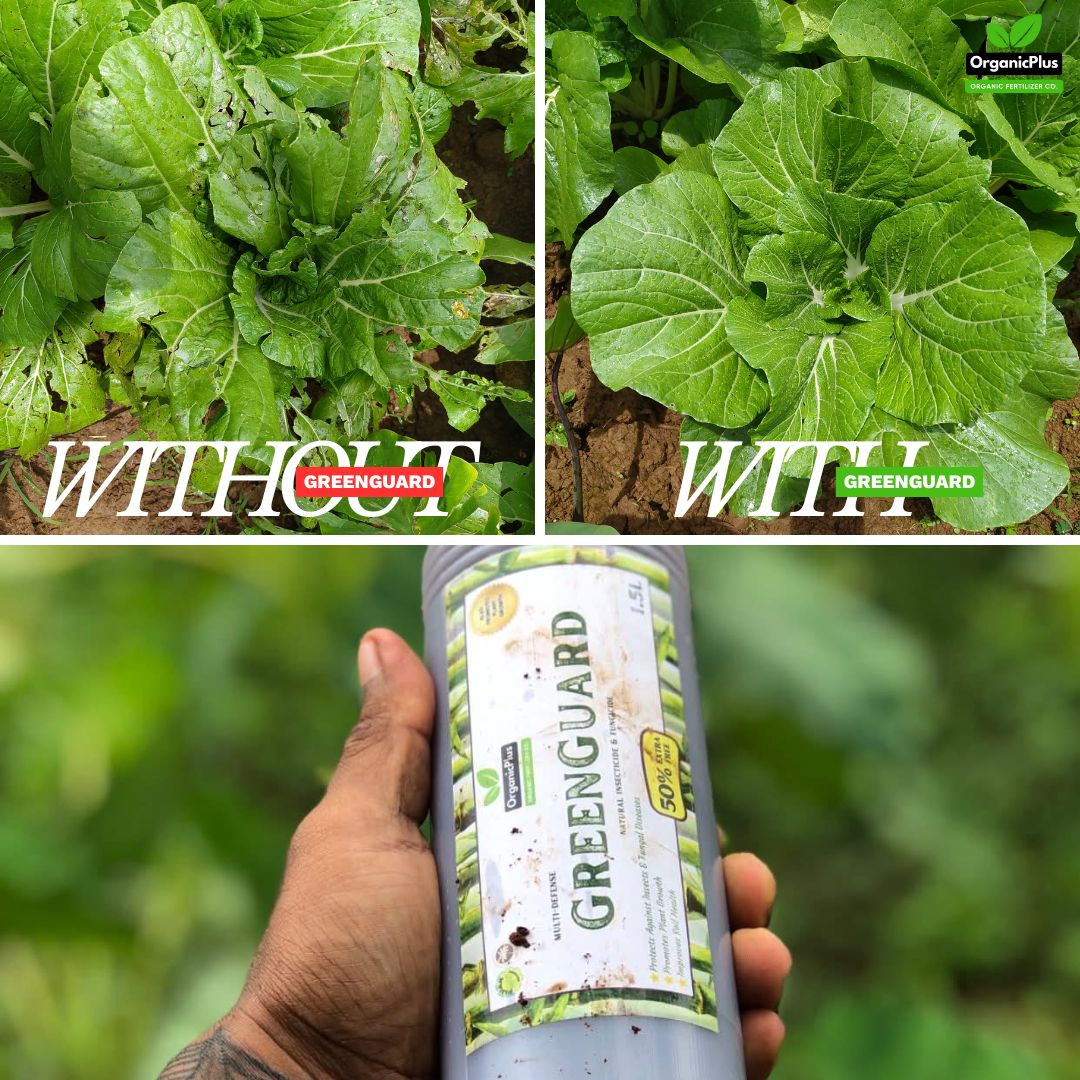 OrganicPlus
ORGANIC FERTILIZER CO.
WITHOUT
GREENGUARD
WITH
GREENGUARD
1.5L
OrganicPlus
MULTI-DEFENSE
GREENGUARD
NATURAL INSECTICIDE & FUNGICIDE
50% EXTRA
FREE
Protects Against Insects & Fungal Diseases
Promotes Plant Growth
Improves Soil Health